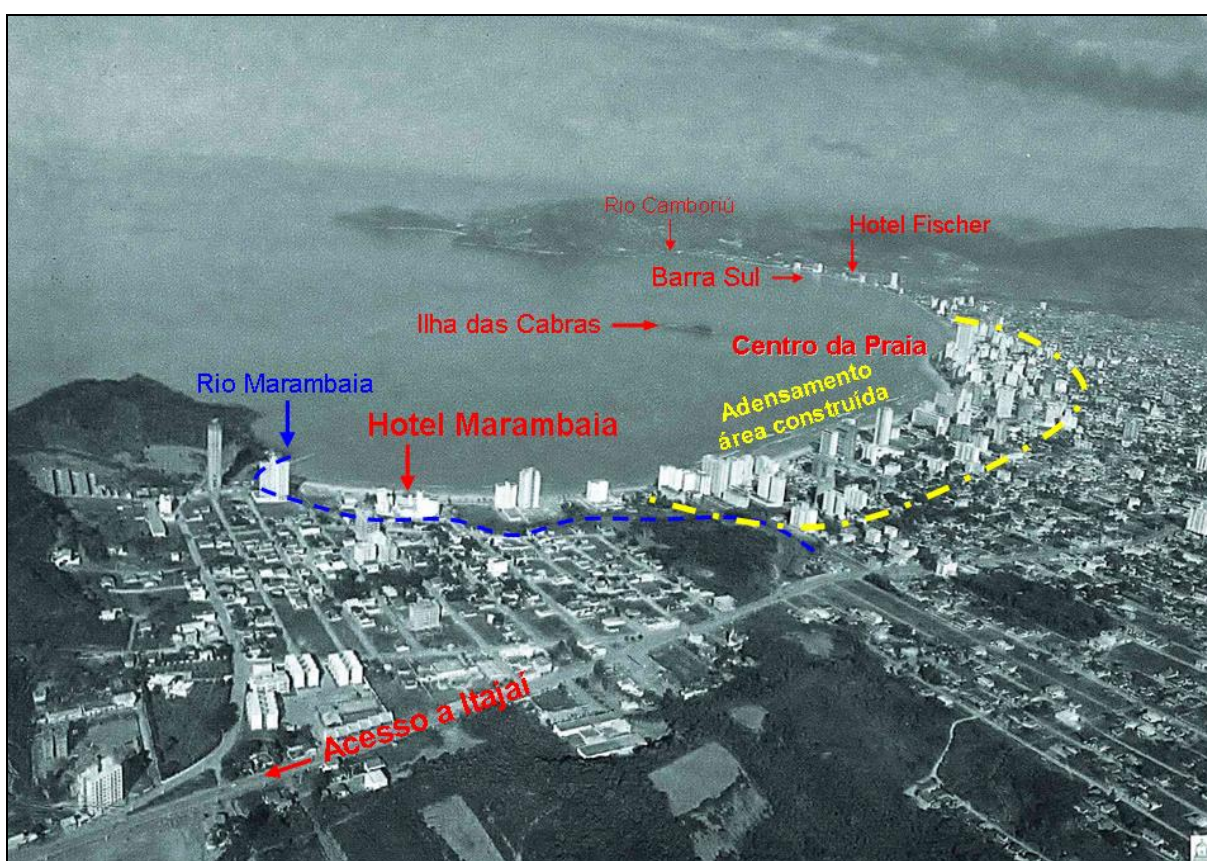 Rio Camboriú
Hotel Fischer
Barra Sul
Ilha das Cabras
Centro da Praia
Rio Marambaia
Adensamento
área construída
Hotel Marambaia
Acesso a Itajaí